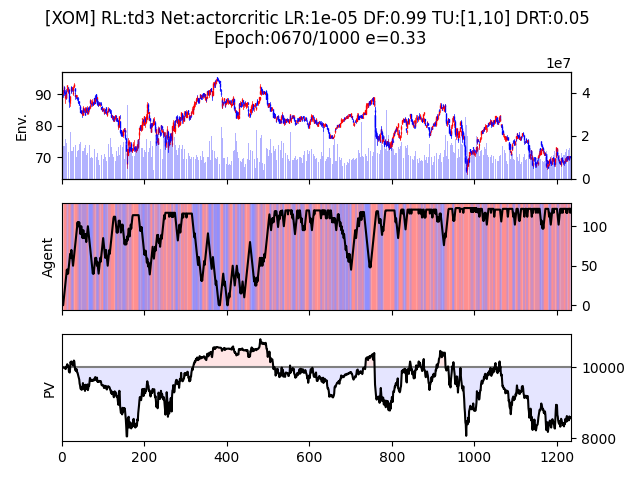 [XOM] RL:td3 Net:actorcritic LR:1e-05 DF:0.99 TU:[1,10] DRT:0.05
Epoch:0670/1000 e=0.33
1e7
Env.
90
80
70
4
2
0
Agent
100
50
0
PV
10000
8000
0 200 400 600 800 1000 1200